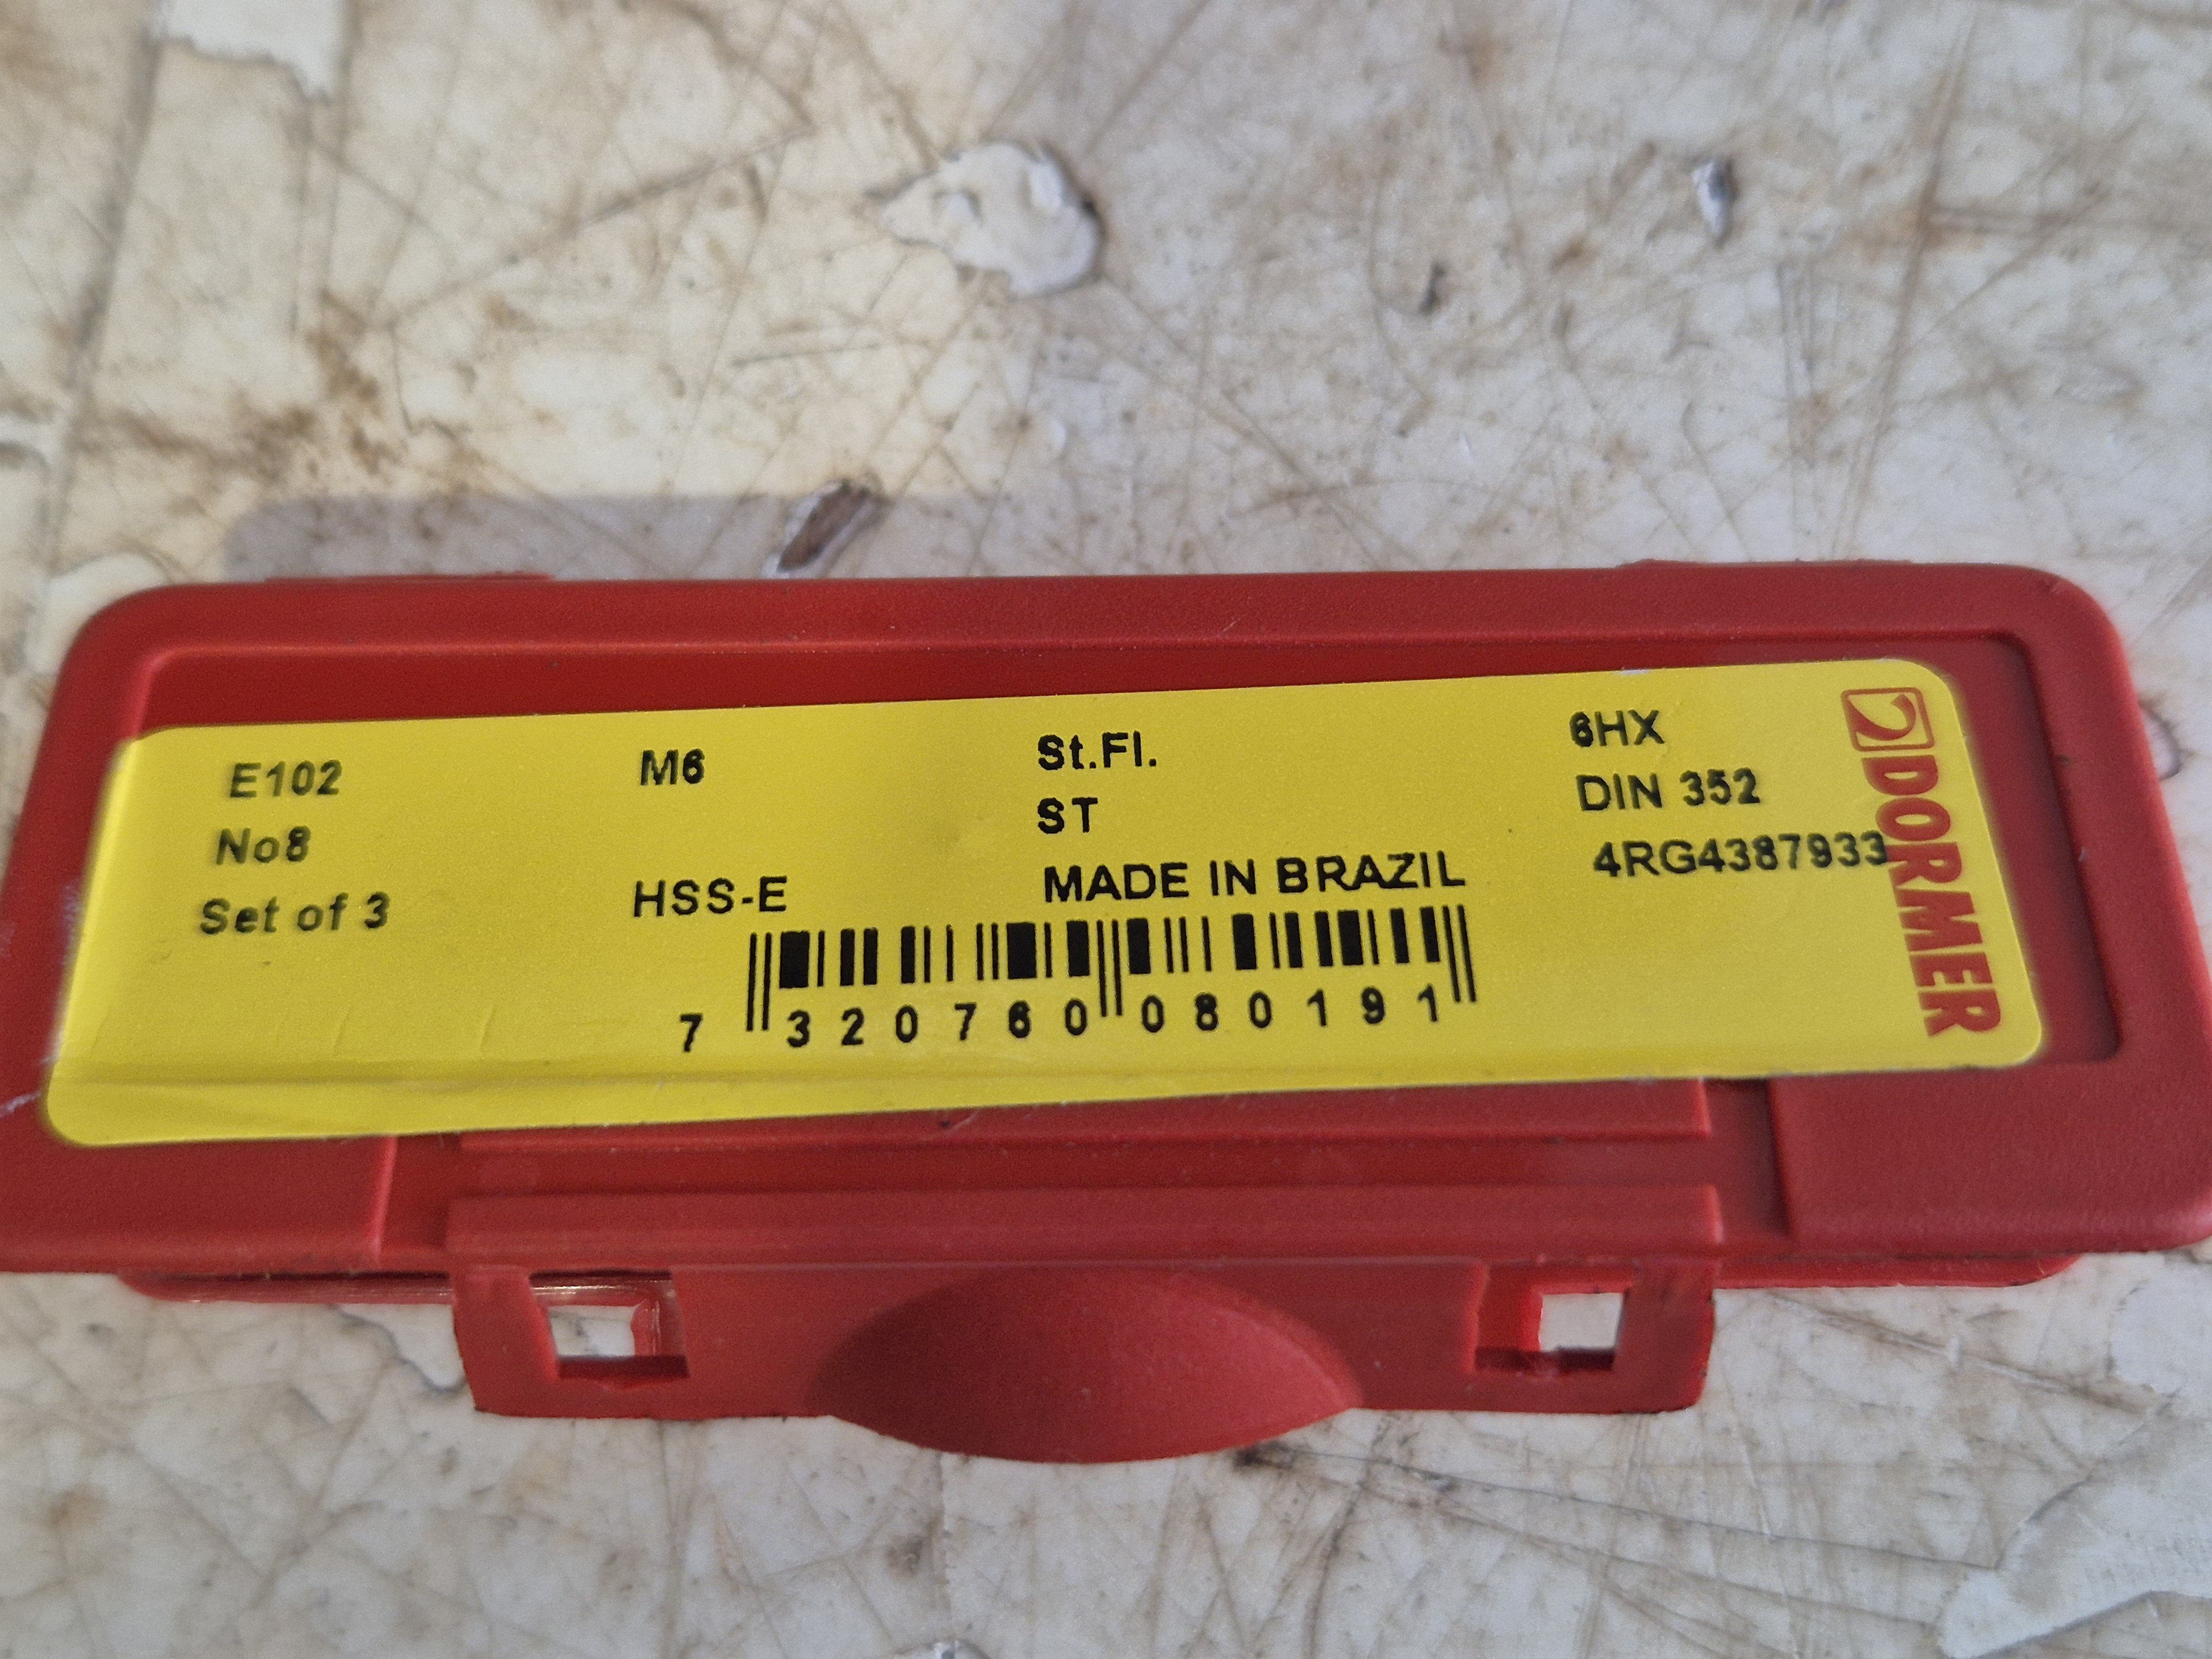 E102 M6 St.Fl. 6HX
No8 ST DIN 352
Set of 3 HSS-E MADE IN BRAZIL 4RG4387933
7 320760 080191
DORMER